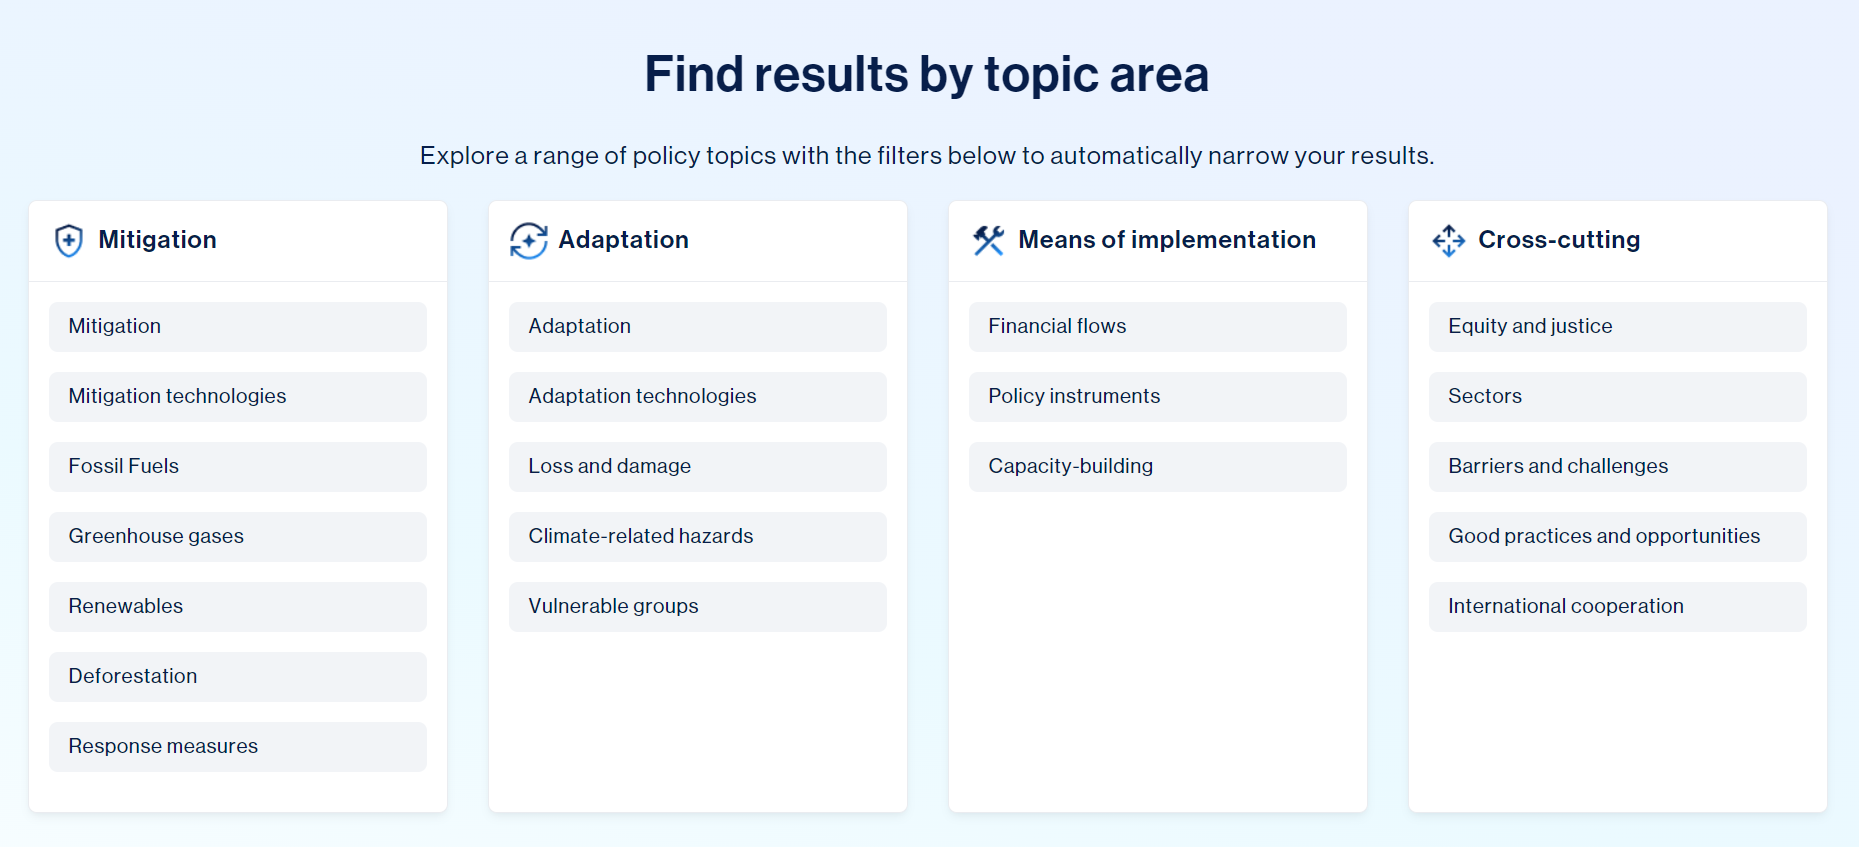 Find results by topic area
Explore a range of policy topics with the filters below to automatically narrow your results.
Mitigation
Mitigation
Mitigation technologies
Fossil Fuels
Greenhouse gases
Renewables
Deforestation
Response measures
Adaptation
Adaptation
Adaptation technologies
Loss and damage
Climate-related hazards
Vulnerable groups
Means of implementation
Financial flows
Policy instruments
Capacity-building
Cross-cutting
Equity and justice
Sectors
Barriers and challenges
Good practices and opportunities
International cooperation